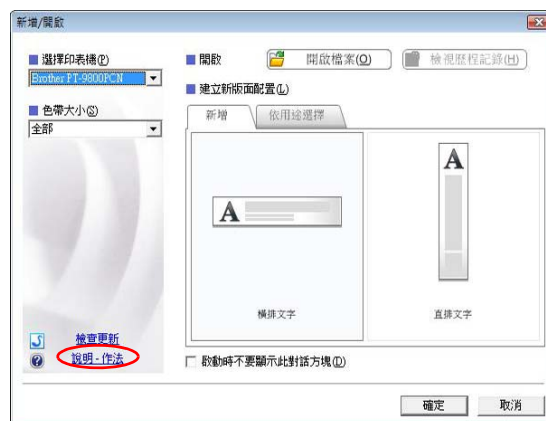 新增/開啟
選擇印表機(P)
Brother PT-9800PCN
色帶大小(S)
全部
檢查更新
說明 - 作法
開啟
開啟檔案(O)
檢視歷程記錄(H)
建立新版面配置(L)
新增
依用途選擇
A
橫排文字
A
直排文字
啟動時不要顯示此對話方塊(D)
確定
取消